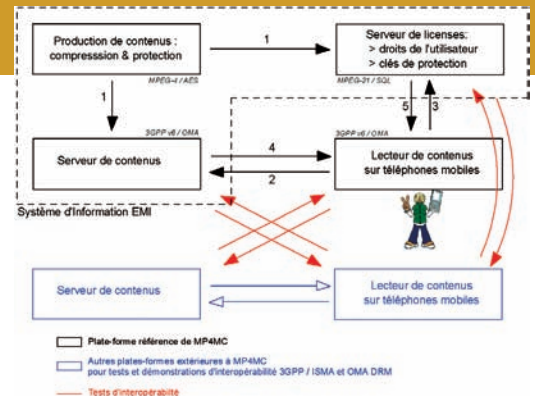 Production de contenus :
compresssion & protection
1
Serveur de licenses:
> droits de l'utilisateur
> clés de protection
MPEG-4 / AES
MPEG-21 / SQL
1
5
3
3GPP v6 / OMA
3GPP v6 / OMA
Serveur de contenus
4
2
Lecteur de contenus
sur téléphones mobiles
Système d'Information EMI
Serveur de contenus
Lecteur de contenus
sur téléphones mobiles
Plate-forme référence de MP4MC
Autres plates-formes extérieures à MP4MC
pour tests et démonstrations d'interopérabilité 3GPP / ISMA et OMA DRM
Tests d'interopérabilité